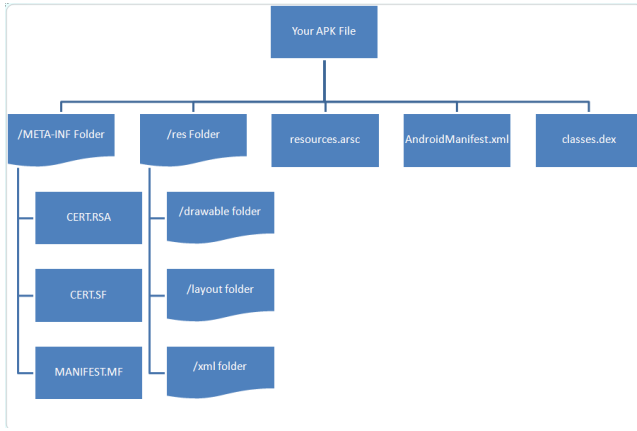 Your APK File
/META-INF Folder
/res Folder
resources.arsc
AndroidManifest.xml
classes.dex
CERT.RSA
/drawable folder
CERT.SF
/layout folder
MANIFEST.MF
/xml folder